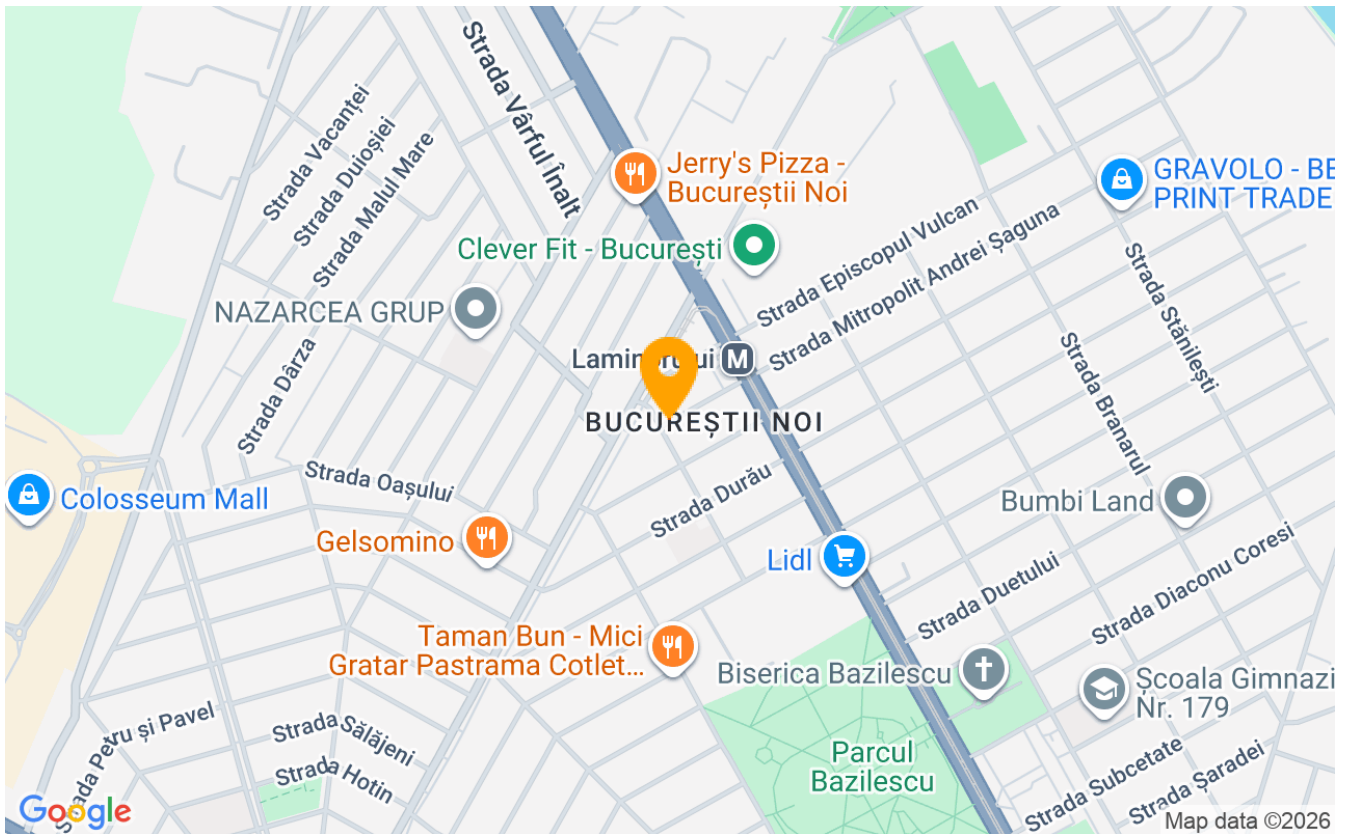 Strada Vârful Înalt
Strada Vacanței
Strada Duioșiei
Strada Malul Mare
Jerry's Pizza -
Bucureștii Noi
GRAVOLO - BE
PRINT TRADE
Clever Fit - București
Strada Episcopul Vulcan
Strada Mitropolit Andrei Șaguna
Strada Stănilești
NAZARCEA GRUP
Strada Dârza
Laminorului M
Strada Branarul
BUCUREȘTII NOI
Strada Oașului
Strada Durău
Colosseum Mall
Bumbi Land
Gelsomino
Lidl
Strada Duetului
Strada Diaconu Coresi
Taman Bun - Mici
Gratar Pastrama Cotlet...
Biserica Bazilescu
Școala Gimnazi
Nr. 179
Strada Petru și Pavel
Strada Sălăjeni
Strada Hotin
Parcul
Bazilescu
Strada Subcetate
Strada Șaradei
Google
Map data ©2026